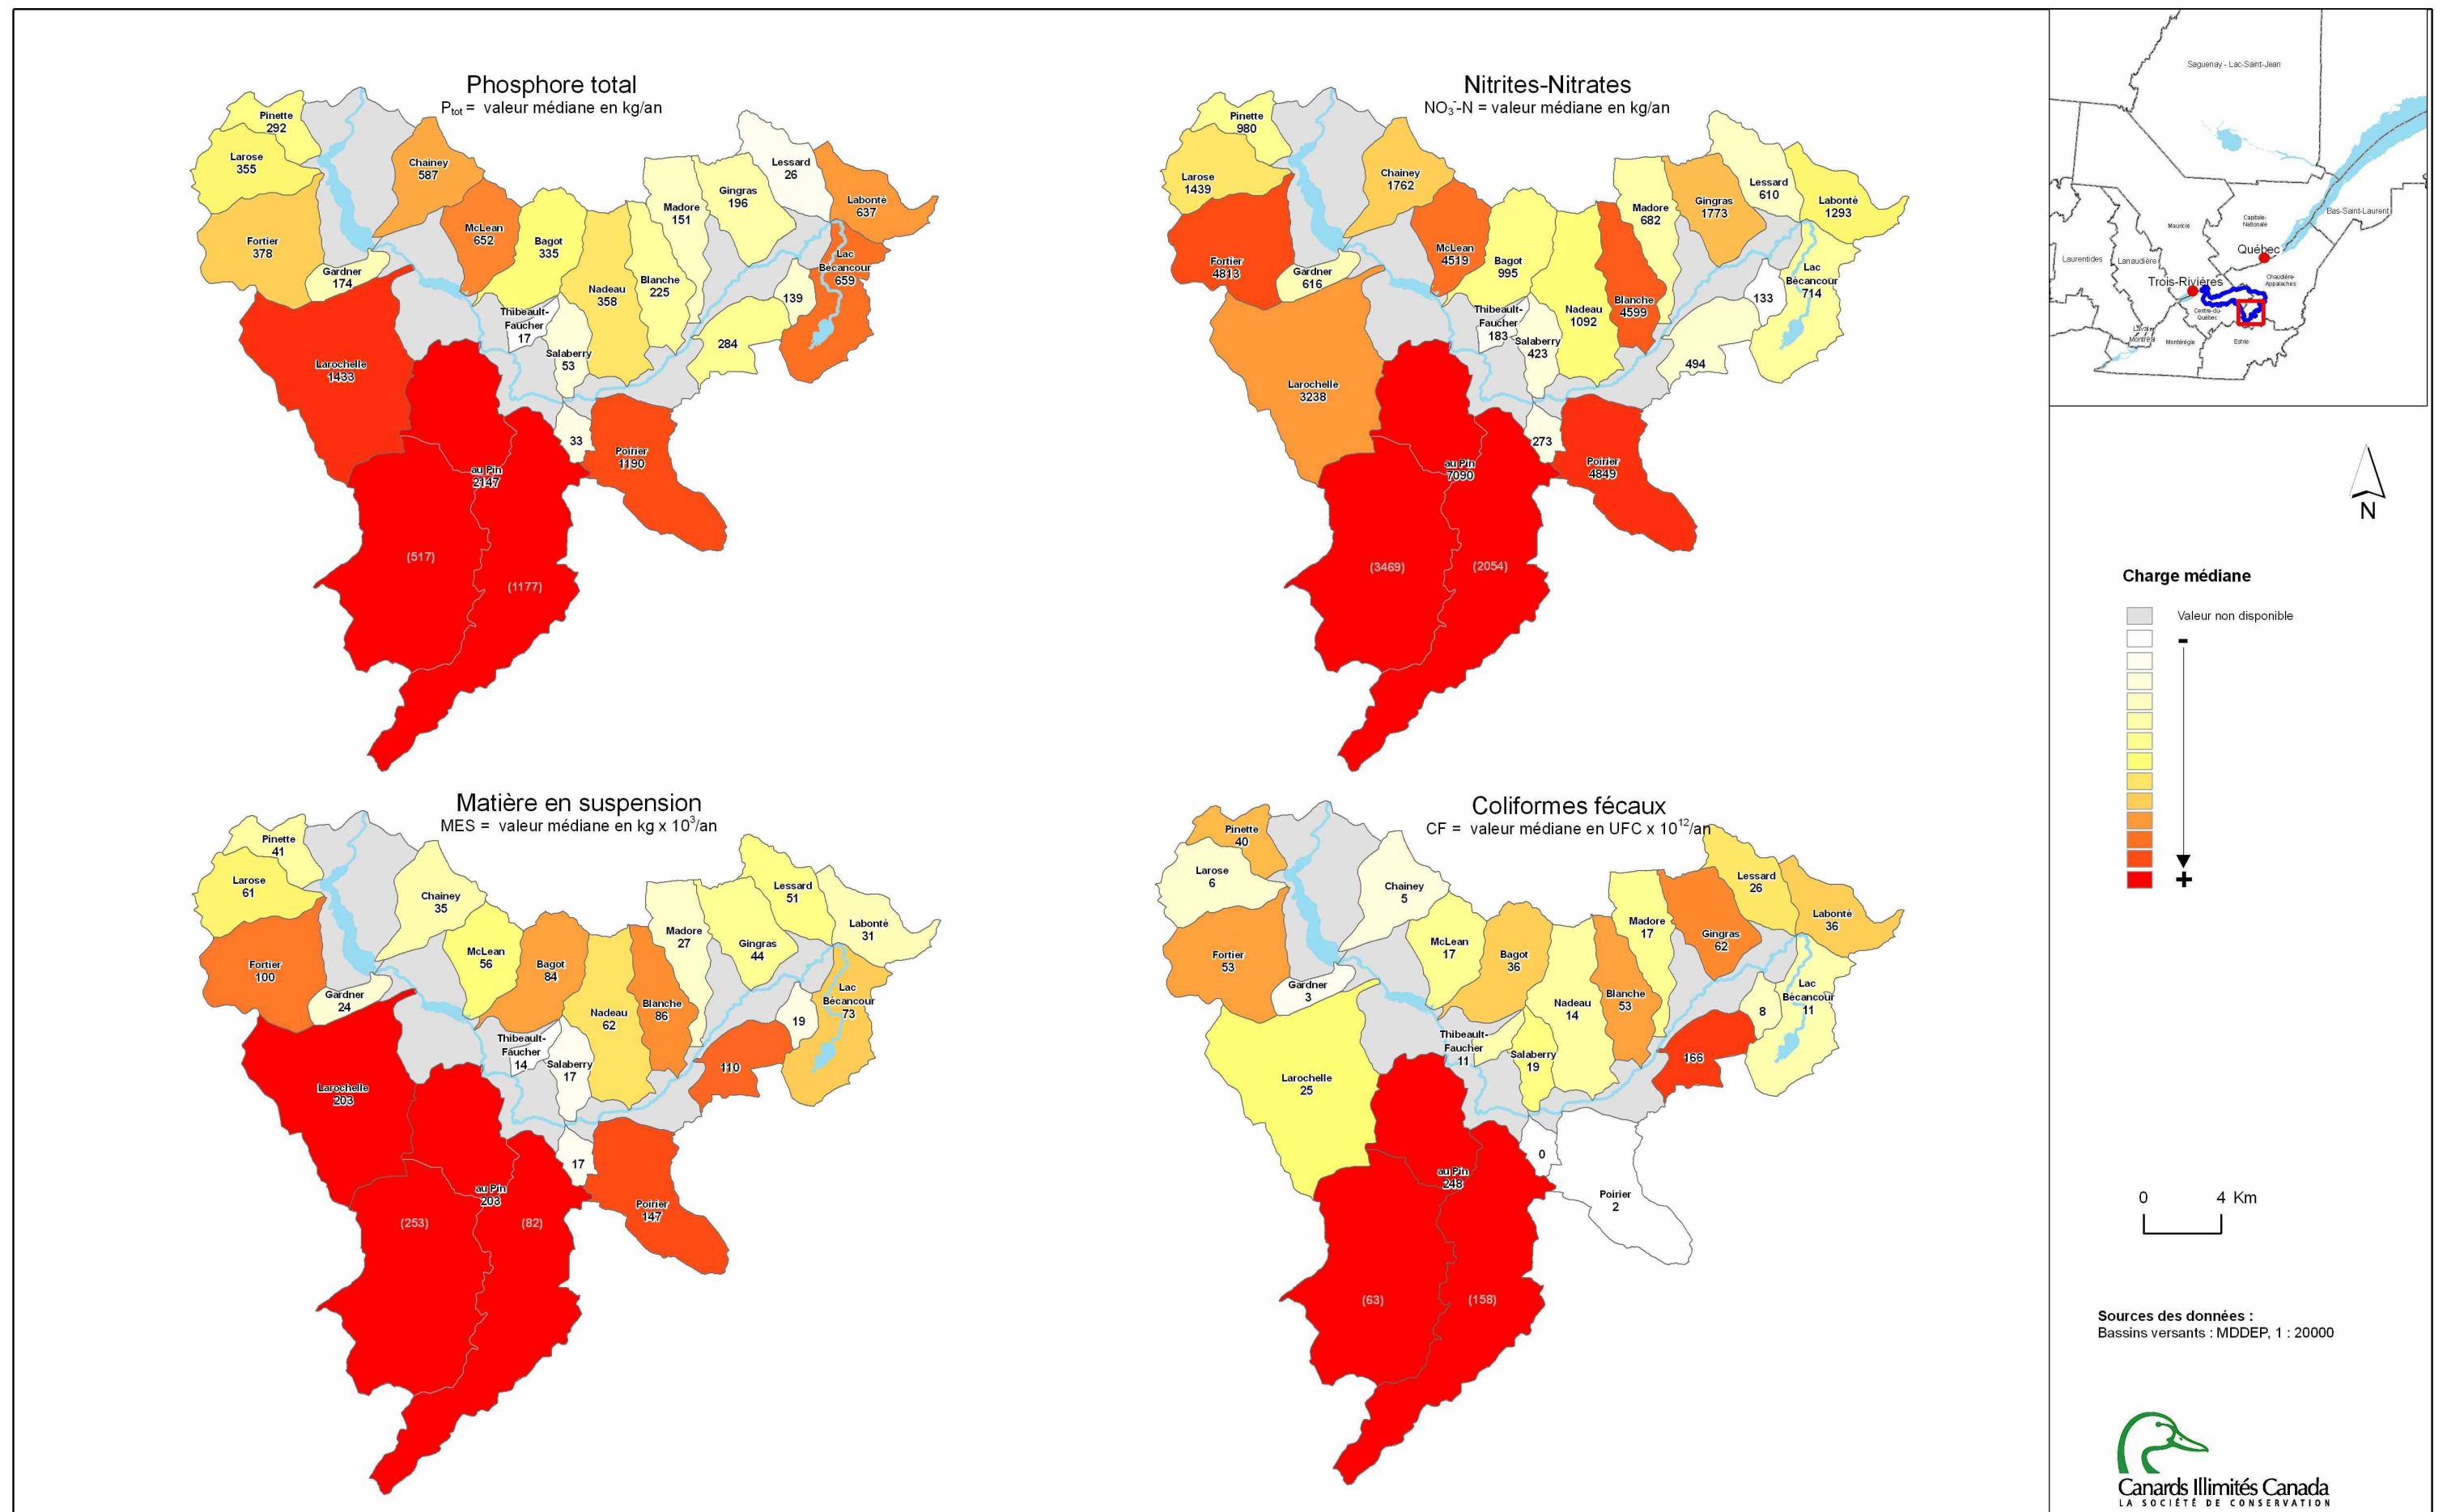 Phosphore total
Ptot = valeur médiane en kg/an
Pinette
292
Larose
355
Fortier
378
Gardner
174
Chainey
587
McLean
652
Bagot
335
Nadeau
358
Blanche
225
Madore
151
Gingras
196
Lessard
26
Labonté
637
Lac
Bécancour
659
139
284
Thibeault-
Faucher
17
Salaberry
53
Larochelle
1433
33
Poirier
1190
au Pin
2147
(517)
(1177)
Nitrites-Nitrates
NO3⁻-N = valeur médiane en kg/an
Pinette
980
Larose
1439
Fortier
4813
Gardner
616
Chainey
1762
McLean
4519
Bagot
995
Nadeau
1092
Blanche
4599
Madore
682
Gingras
1773
Lessard
610
Labonté
1293
Lac
Bécancour
714
133
494
Thibeault-
Faucher
183
Salaberry
423
Larochelle
3238
273
Poirier
4849
au Pin
7090
(3469)
(2054)
Matière en suspension
MES = valeur médiane en kg x 10³/an
Pinette
41
Larose
61
Fortier
100
Gardner
24
Chainey
35
McLean
56
Bagot
84
Nadeau
62
Blanche
86
Madore
27
Gingras
44
Lessard
51
Labonté
31
Lac
Bécancour
73
19
110
Thibeault-
Faucher
14
Salaberry
17
Larochelle
203
17
Poirier
147
au Pin
203
(253)
(82)
Coliformes fécaux
CF = valeur médiane en UFC x 10¹²/an
Pinette
40
Larose
6
Fortier
53
Gardner
3
Chainey
5
McLean
17
Bagot
36
Nadeau
14
Blanche
53
Madore
17
Gingras
62
Lessard
26
Labonté
36
Lac
Bécancour
11
8
166
Thibeault-
Faucher
11
Salaberry
19
Larochelle
25
0
Poirier
2
au Pin
248
(63)
(158)
Saguenay - Lac-Saint-Jean
Bas-Saint-Laurent
Mauricie
Capitale-
Nationale
Québec
Laurentides
Lanaudière
Chaudière-
Appalaches
Trois-Rivières
Centre-du-
Québec
Laval
Montréal
Montérégie
Estrie
N
Charge médiane
Valeur non disponible
-
+
0 4 Km
Sources des données :
Bassins versants : MDDEP, 1 : 20000
Canards Illimités Canada
LA SOCIÉTÉ DE CONSERVATION